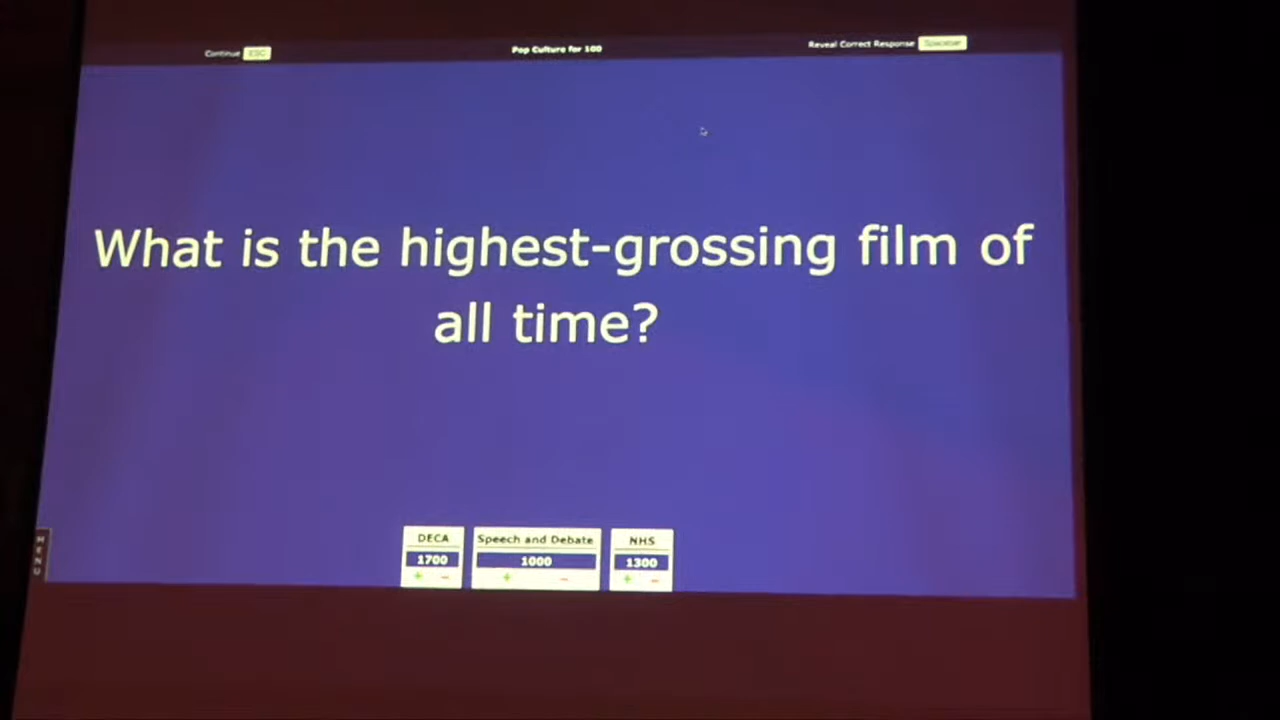 Continue ESC
Pop Culture for 100
Reveal Correct Response Spacebar
What is the highest-grossing film of
all time?
MENU
DECA
1700
+ −
Speech and Debate
1000
+ −
NHS
1300
+ −